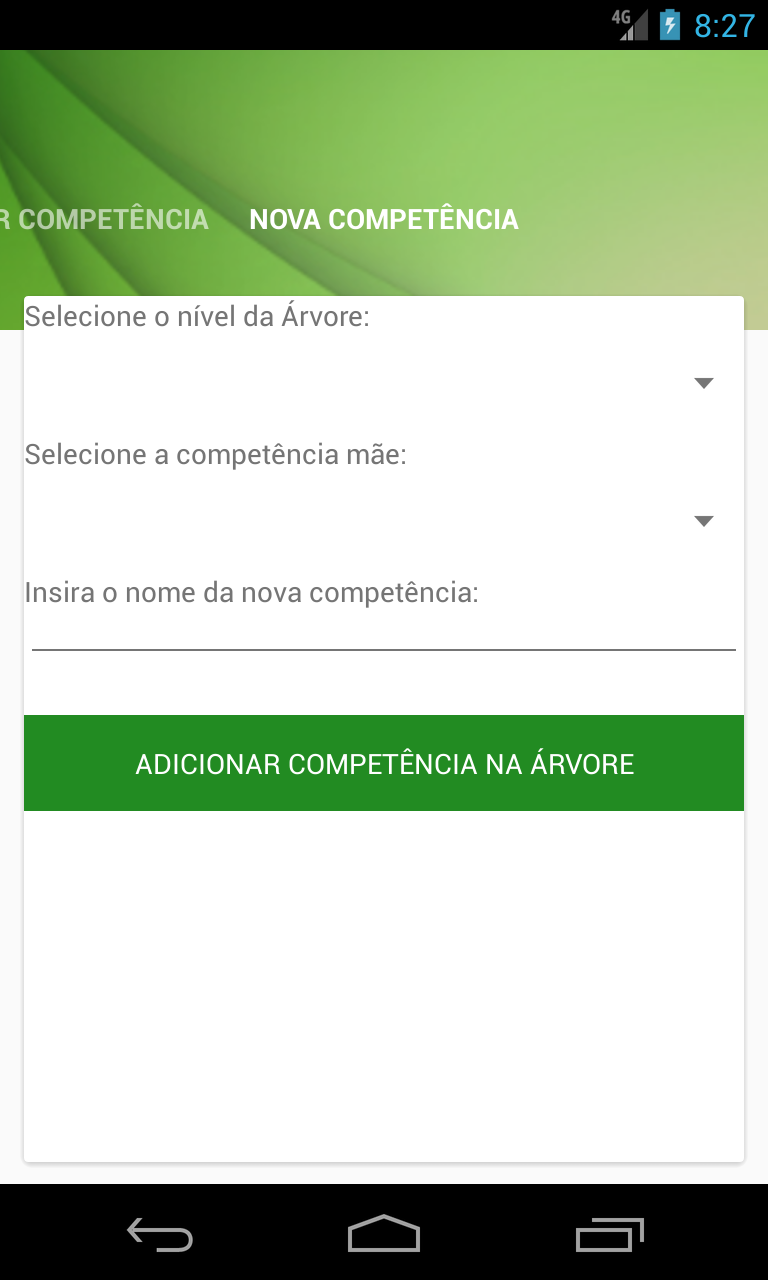 4G 8:27
R COMPETÊNCIA NOVA COMPETÊNCIA
Selecione o nível da Árvore:
Selecione a competência mãe:
Insira o nome da nova competência:
ADICIONAR COMPETÊNCIA NA ÁRVORE